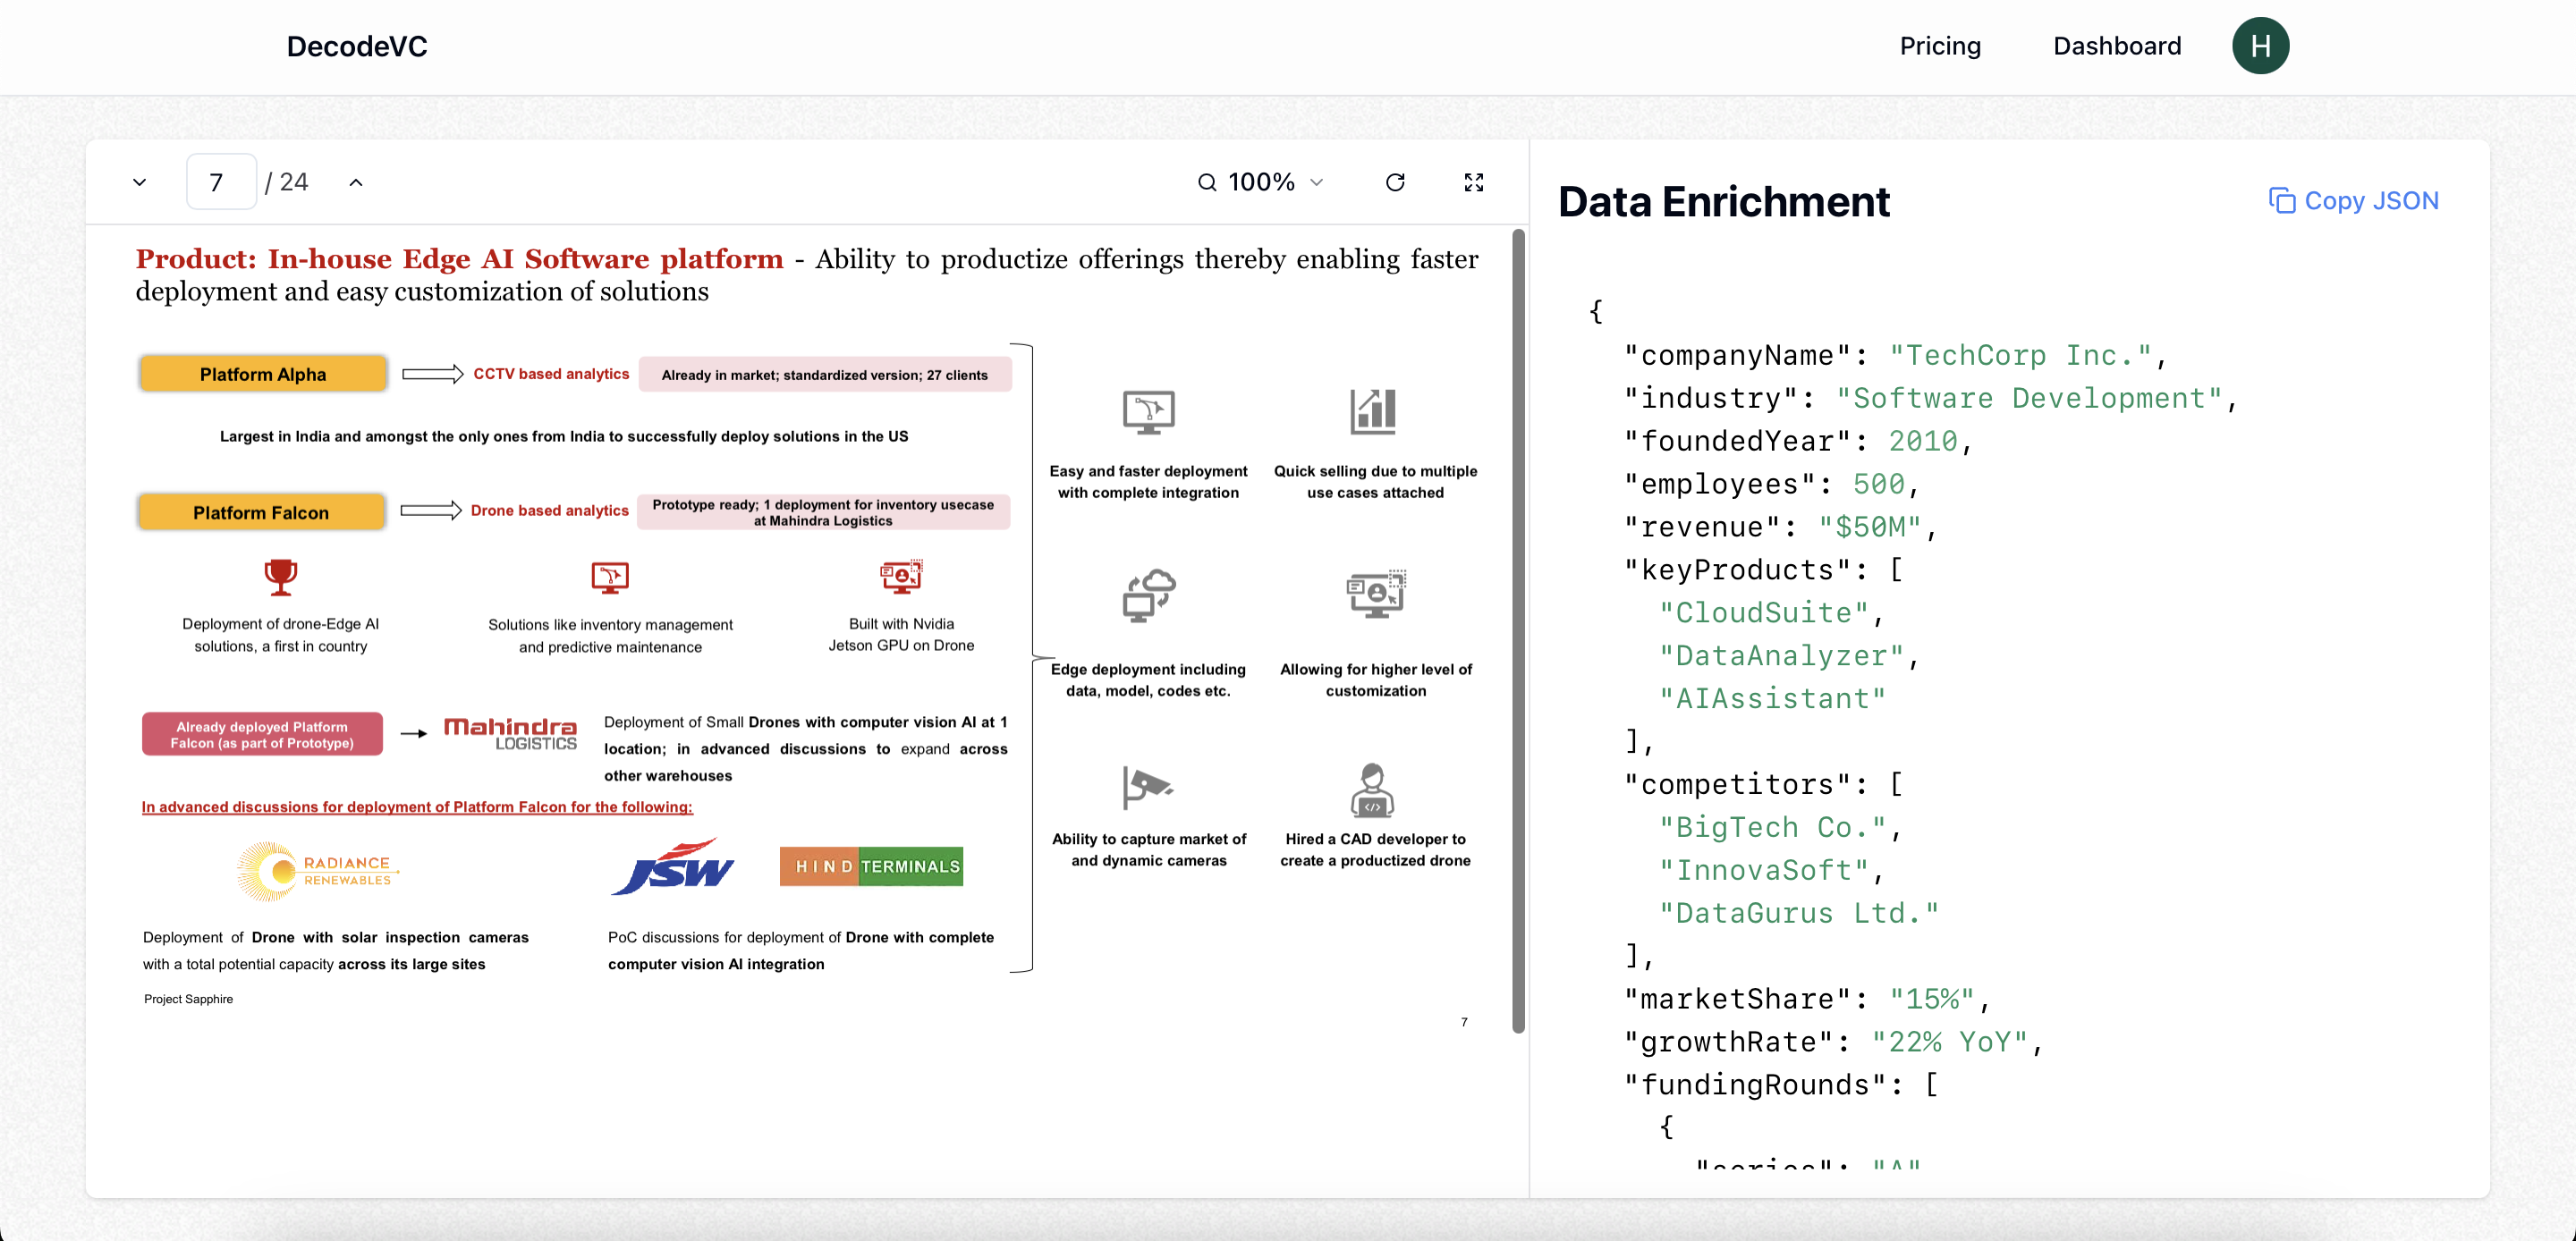 DecodeVC
Pricing
Dashboard
H
7
/ 24
100%
Product: In-house Edge AI Software platform - Ability to productize offerings thereby enabling faster
deployment and easy customization of solutions
Platform Alpha
CCTV based analytics
Already in market; standardized version; 27 clients
Largest in India and amongst the only ones from India to successfully deploy solutions in the US
Platform Falcon
Drone based analytics
Prototype ready; 1 deployment for inventory usecase
at Mahindra Logistics
Deployment of drone-Edge AI
solutions, a first in country
Solutions like inventory management
and predictive maintenance
Built with Nvidia
Jetson GPU on Drone
Already deployed Platform
Falcon (as part of Prototype)
mahindra
LOGISTICS
Deployment of Small Drones with computer vision AI at 1
location; in advanced discussions to expand across
other warehouses
In advanced discussions for deployment of Platform Falcon for the following:
RADIANCE
RENEWABLES
JSW
HIND TERMINALS
Deployment of Drone with solar inspection cameras
with a total potential capacity across its large sites
PoC discussions for deployment of Drone with complete
computer vision AI integration
Project Sapphire
Easy and faster deployment
with complete integration
Quick selling due to multiple
use cases attached
Edge deployment including
data, model, codes etc.
Allowing for higher level of
customization
Ability to capture market of
and dynamic cameras
</>
Hired a CAD developer to
create a productized drone
7
Data Enrichment
Copy JSON
{
"companyName": "TechCorp Inc.",
"industry": "Software Development",
"foundedYear": 2010,
"employees": 500,
"revenue": "$50M",
"keyProducts": [
"CloudSuite",
"DataAnalyzer",
"AIAssistant"
],
"competitors": [
"BigTech Co.",
"InnovaSoft",
"DataGurus Ltd."
],
"marketShare": "15%",
"growthRate": "22% YoY",
"fundingRounds": [
{
"series": "A"